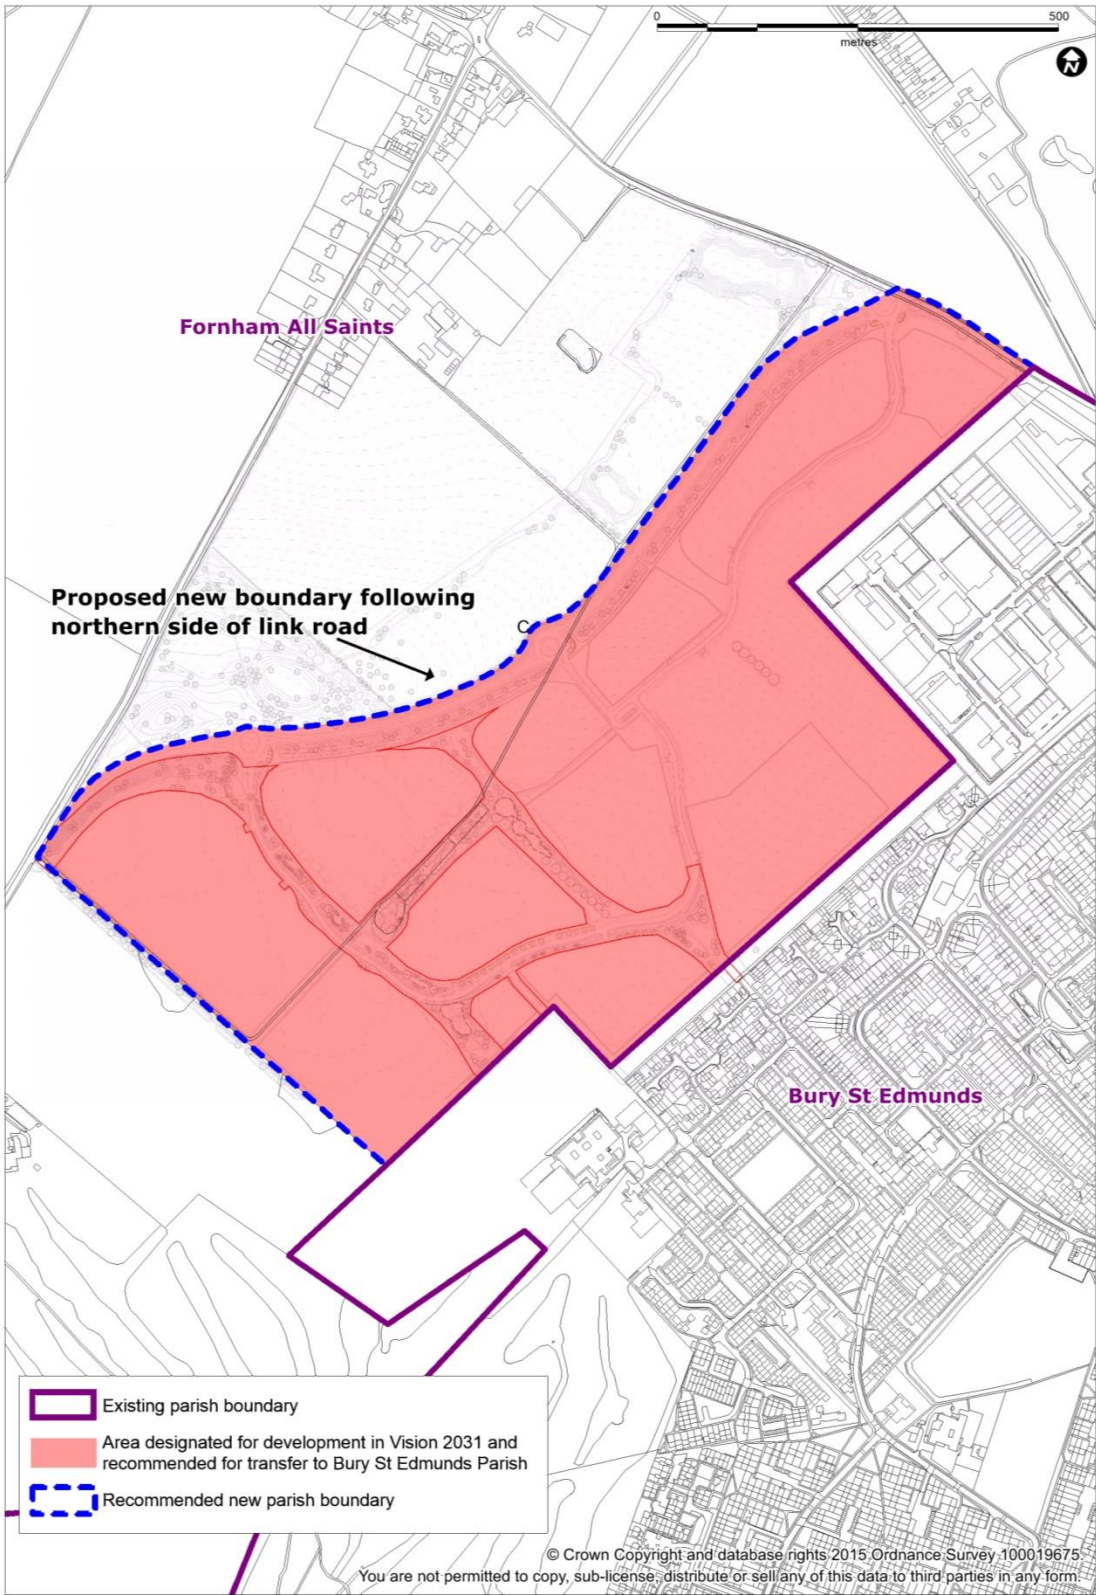 0
500
metres
N
Fornham All Saints
Proposed new boundary following
northern side of link road
C
Bury St Edmunds
Existing parish boundary
Area designated for development in Vision 2031 and
recommended for transfer to Bury St Edmunds Parish
Recommended new parish boundary
© Crown Copyright and database rights 2015 Ordnance Survey 100019675.
You are not permitted to copy, sub-license, distribute or sell any of this data to third parties in any form.